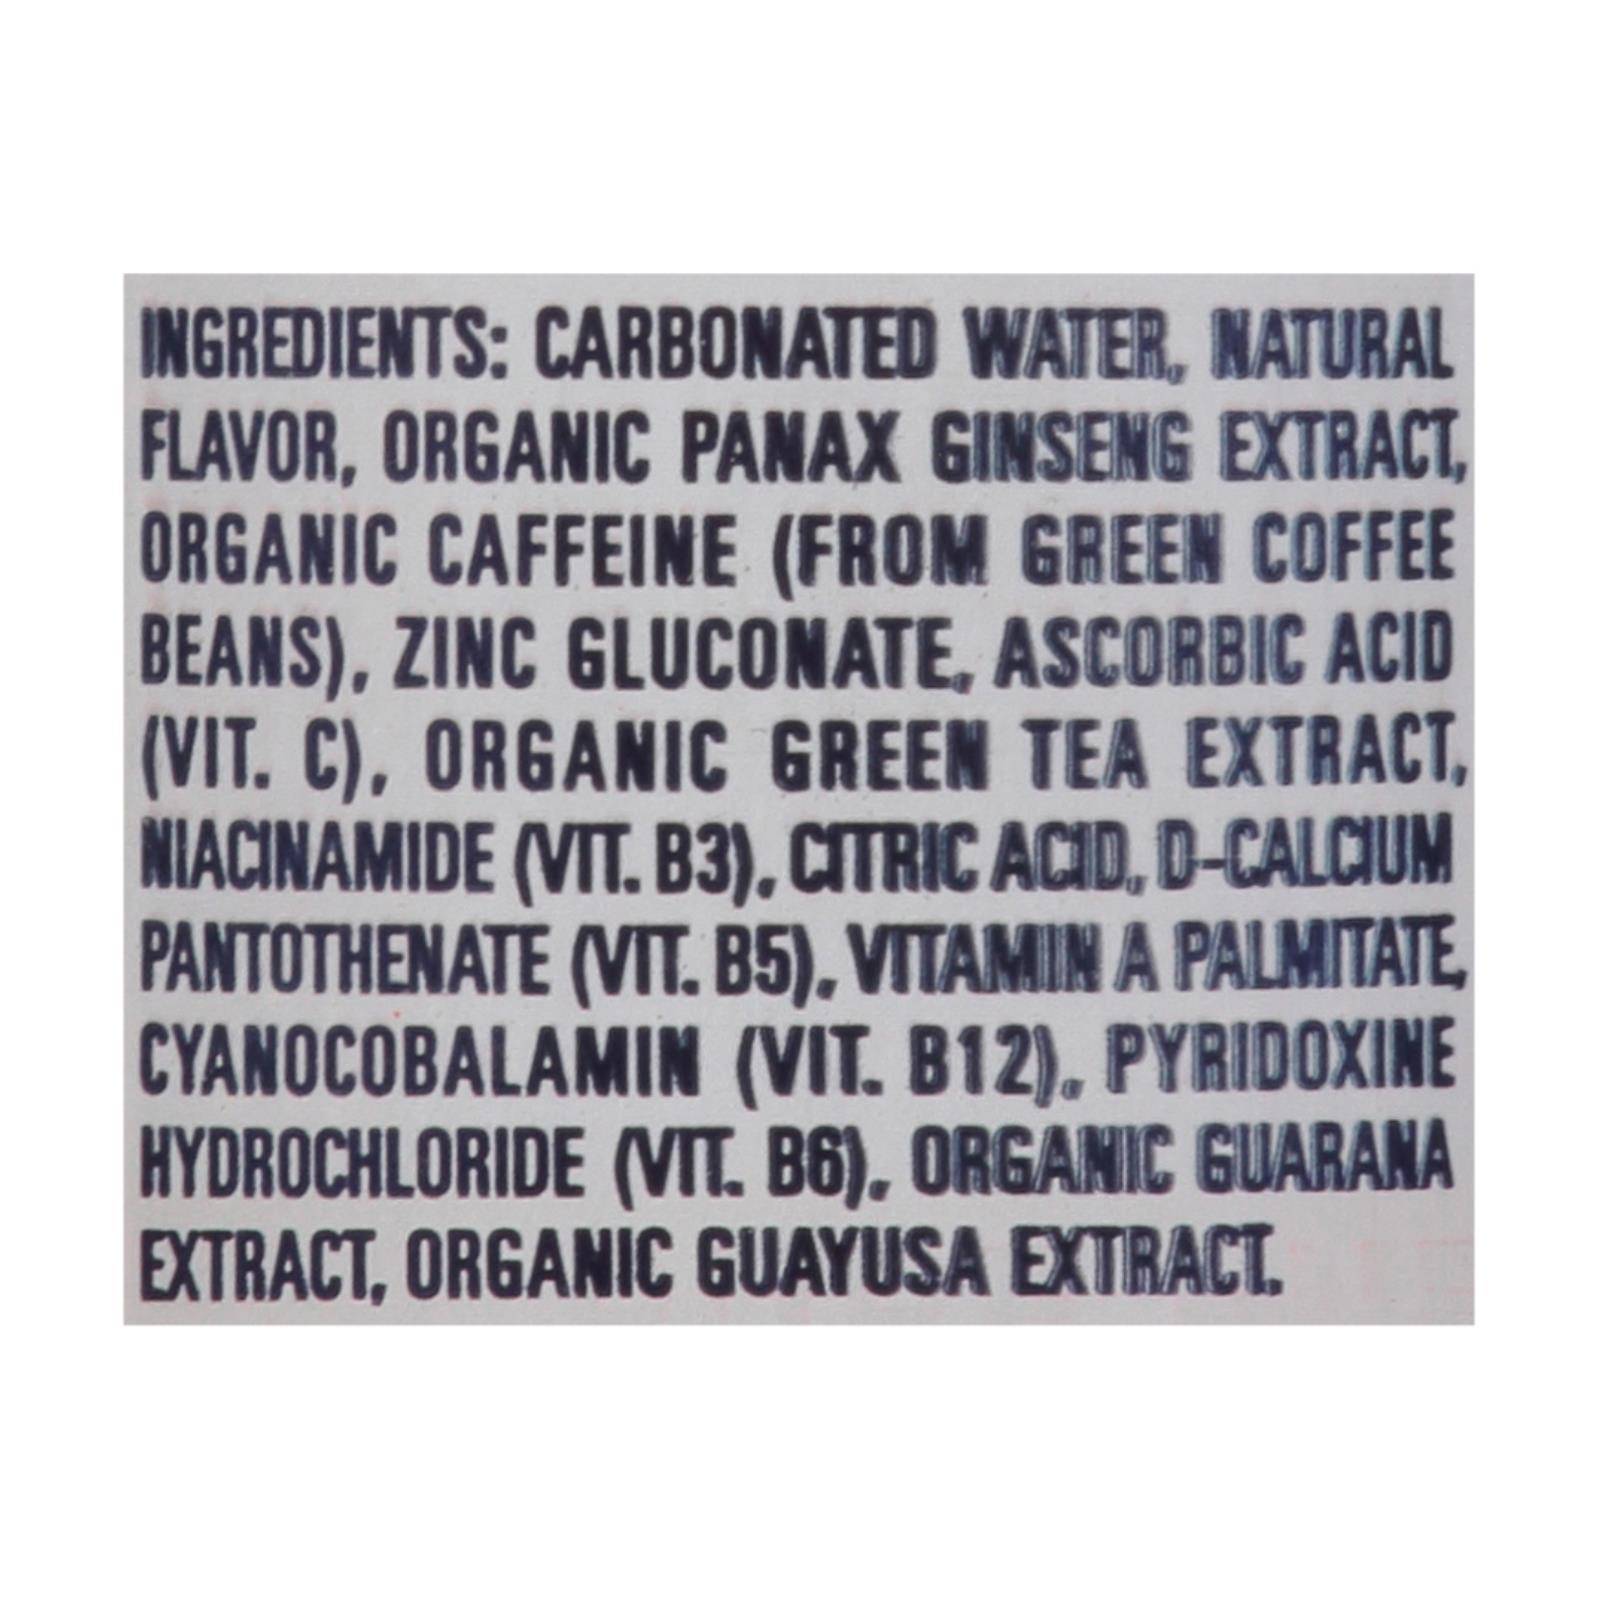 INGREDIENTS: CARBONATED WATER, NATURAL
FLAVOR, ORGANIC PANAX GINSENG EXTRACT,
ORGANIC CAFFEINE (FROM GREEN COFFEE
BEANS), ZINC GLUCONATE, ASCORBIC ACID
(VIT. C), ORGANIC GREEN TEA EXTRACT,
NIACINAMIDE (VIT. B3), CITRIC ACID, D-CALCIUM
PANTOTHENATE (VIT. B5), VITAMIN A PALMITATE,
CYANOCOBALAMIN (VIT. B12), PYRIDOXINE
HYDROCHLORIDE (VIT. B6), ORGANIC GUARANA
EXTRACT, ORGANIC GUAYUSA EXTRACT.